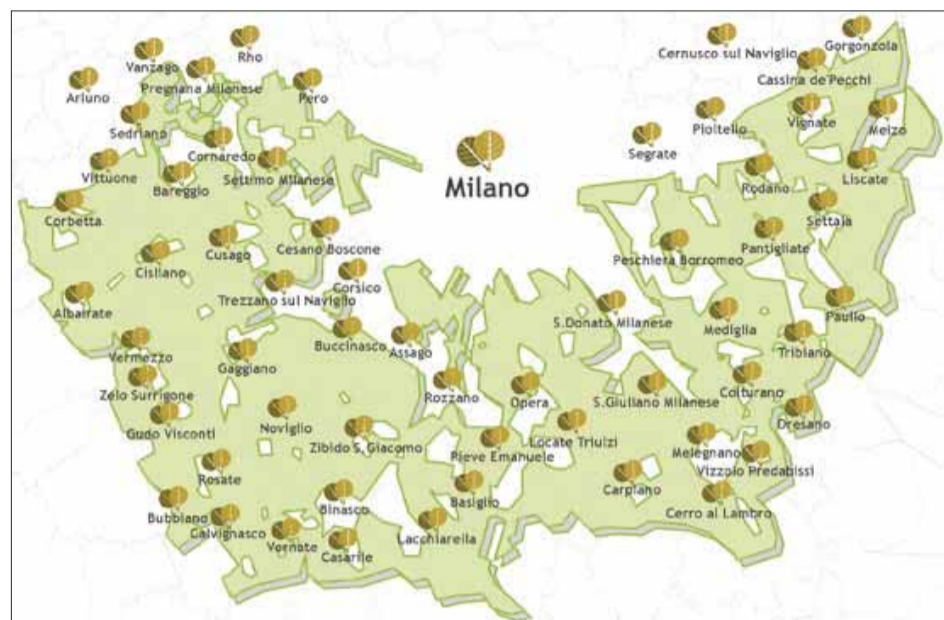 Rho
Gorgonzola
Cernusco sul Naviglio
Vanzago
Cassina de'Pecchi
Pregnana Milanese
Arluno
Pero
Pioltello
Vignate
Melzo
Sedriano
Segrate
Cornaredo
Vittuone
Bareggio
Settimo Milanese
Milano
Rodano
Liscate
Corbetta
Settala
Cusago
Cesano Boscone
Pantigliate
Cisliano
Peschiera Borromeo
Corsico
Trezzano sul Naviglio
Albairate
S.Donato Milanese
Mediglia
Paullo
Buccinasco
Assago
Tribiano
Vermezzo
Gaggiano
Zelo Surrigone
Rozzano
Opera
S.Giuliano Milanese
Colturano
Gudo Visconti
Noviglio
Dresano
Zibido S.Giacomo
Locate Triulzi
Pieve Emanuele
Melegnano
Vizzolo Predabissi
Rosate
Carpiano
Basiglio
Binasco
Cerro al Lambro
Bubbiano
Calvignasco
Vernate
Casarile
Lacchiarella